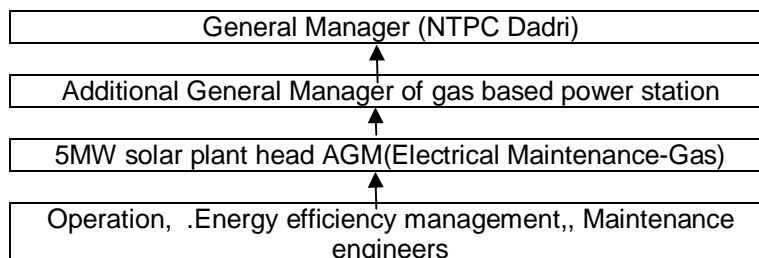 General Manager (NTPC Dadri)
Additional General Manager of gas based power station
5MW solar plant head AGM(Electrical Maintenance-Gas)
Operation,  .Energy efficiency management,, Maintenance
engineers